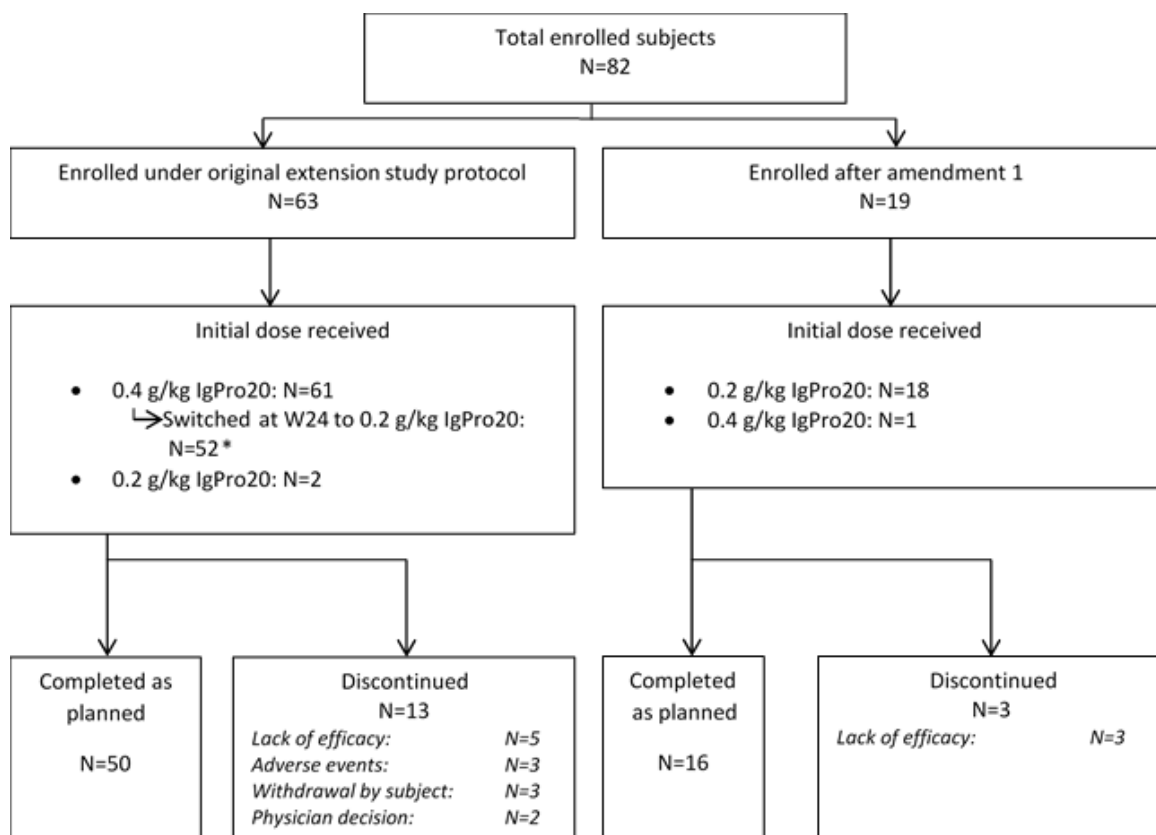 Total enrolled subjects
N=82
Enrolled under original extension study protocol
N=63
Enrolled after amendment 1
N=19
Initial dose received
• 0.4 g/kg IgPro20: N=61
Switched at W24 to 0.2 g/kg IgPro20:
N=52*
• 0.2 g/kg IgPro20: N=2
Initial dose received
• 0.2 g/kg IgPro20: N=18
• 0.4 g/kg IgPro20: N=1
Completed as
planned
N=50
Discontinued
N=13
Lack of efficacy: N=5
Adverse events: N=3
Withdrawal by subject: N=3
Physician decision: N=2
Completed
as planned
N=16
Discontinued
N=3
Lack of efficacy: N=3